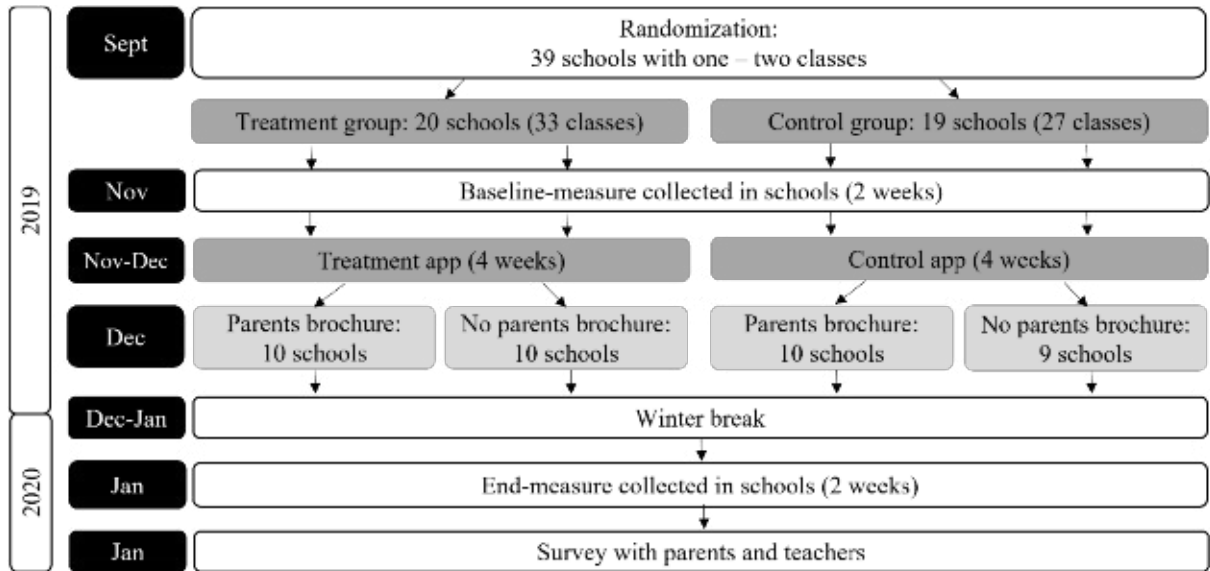 2019
Sept
Randomization:
39 schools with one – two classes
Treatment group: 20 schools (33 classes)
Control group: 19 schools (27 classes)
Nov
Baseline-measure collected in schools (2 weeks)
Nov-Dec
Treatment app (4 weeks)
Control app (4 weeks)
Dec
Parents brochure:
10 schools
No parents brochure:
10 schools
Parents brochure:
10 schools
No parents brochure:
9 schools
2020
Dec-Jan
Winter break
Jan
End-measure collected in schools (2 weeks)
Jan
Survey with parents and teachers